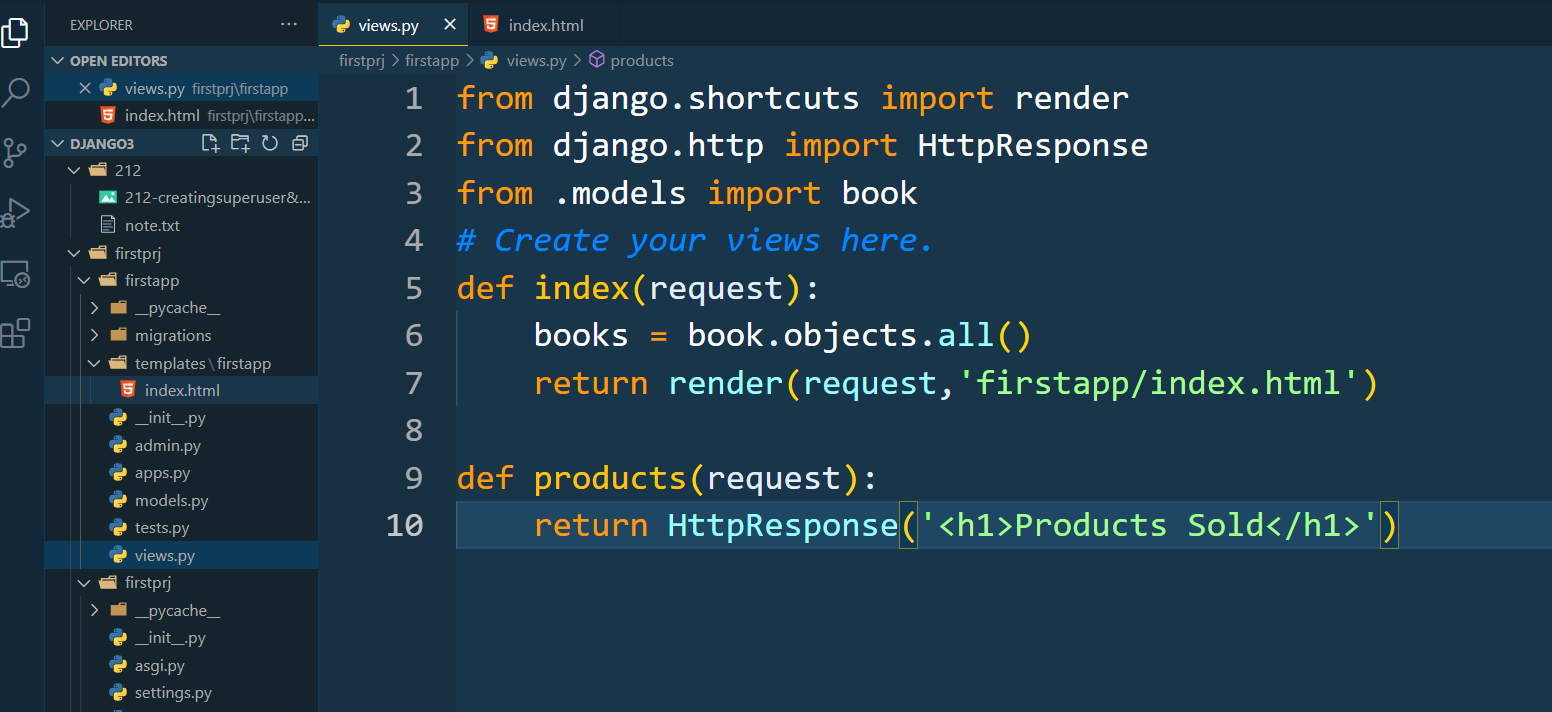 EXPLORER
OPEN EDITORS
views.py firstprj\firstapp
index.html firstprj\firstapp...
DJANGO3
212
212-creatingsuperuser&...
note.txt
firstprj
firstapp
__pycache__
migrations
templates\firstapp
index.html
__init__.py
admin.py
apps.py
models.py
tests.py
views.py
firstprj
__pycache__
__init__.py
asgi.py
settings.py
views.py
index.html
firstprj > firstapp > views.py > products
1 from django.shortcuts import render
2 from django.http import HttpResponse
3 from .models import book
4 # Create your views here.
5 def index(request):
6     books = book.objects.all()
7     return render(request,'firstapp/index.html')
8
9 def products(request):
10     return HttpResponse('<h1>Products Sold</h1>')